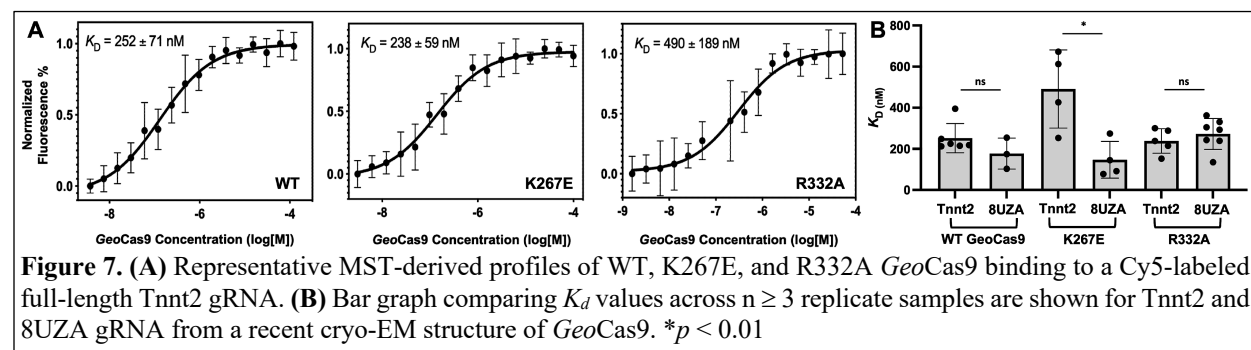 A
B
K_D = 252 ± 71 nM
K_D = 238 ± 59 nM
K_D = 490 ± 189 nM
Normalized
Fluorescence %
1.0
0.5
0.0
WT
-8
-6
-4
GeoCas9 Concentration (log[M])
1.0
0.5
0.0
K267E
-8
-6
-4
GeoCas9 Concentration (log[M])
1.0
0.5
0.0
R332A
-9
-8
-7
-6
-5
-4
GeoCas9 Concentration (log[M])
K_D (nM)
800
600
400
200
0
ns
*
ns
Tnnt2 8UZA Tnnt2 8UZA Tnnt2 8UZA
WT GeoCas9 K267E R332A
Figure 7. (A) Representative MST-derived profiles of WT, K267E, and R332A GeoCas9 binding to a Cy5-labeled
full-length Tnnt2 gRNA. (B) Bar graph comparing K_d values across n ≥ 3 replicate samples are shown for Tnnt2 and
8UZA gRNA from a recent cryo-EM structure of GeoCas9. *p < 0.01